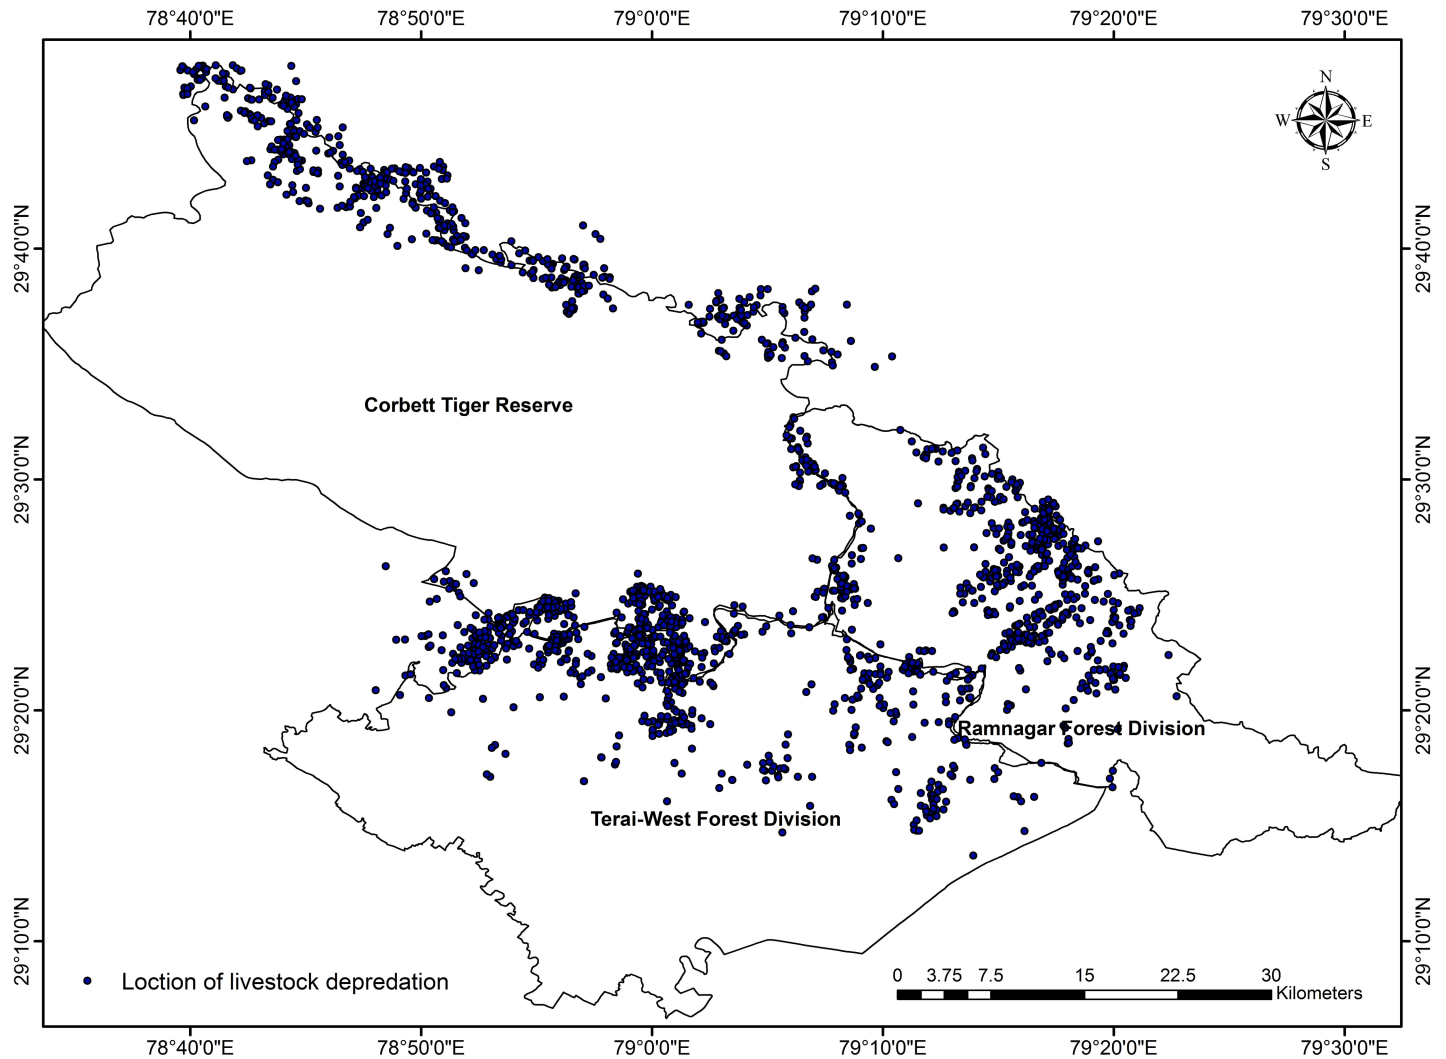 78°40'0"E 78°50'0"E 79°0'0"E 79°10'0"E 79°20'0"E 79°30'0"E
N
W E
S
29°40'0"N 29°40'0"N
Corbett Tiger Reserve
29°30'0"N 29°30'0"N
29°20'0"N 29°20'0"N
Ramnagar Forest Division
Terai-West Forest Division
29°10'0"N 29°10'0"N
Loction of livestock depredation
0 3.75 7.5 15 22.5 30
Kilometers
78°40'0"E 78°50'0"E 79°0'0"E 79°10'0"E 79°20'0"E 79°30'0"E